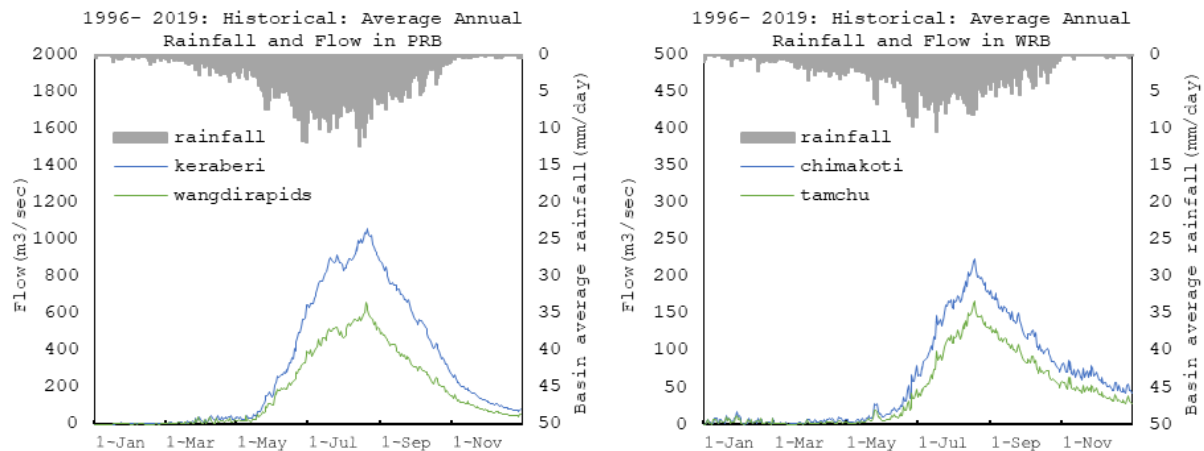 1996- 2019: Historical: Average Annual
Rainfall and Flow in PRB
2000
1800
1600
1400
1200
1000
800
600
400
200
0
Flow(m3/sec)
rainfall
keraberi
wangdirapids
0
5
10
15
20
25
30
35
40
45
50
Basin average rainfall(mm/day)
1-Jan 1-Mar 1-May 1-Jul 1-Sep 1-Nov
1996- 2019: Historical: Average Annual
Rainfall and Flow in WRB
500
450
400
350
300
250
200
150
100
50
0
Flow(m3/sec)
rainfall
chimakoti
tamchu
0
5
10
15
20
25
30
35
40
45
50
Basin average rainfall(mm/day)
1-Jan 1-Mar 1-May 1-Jul 1-Sep 1-Nov